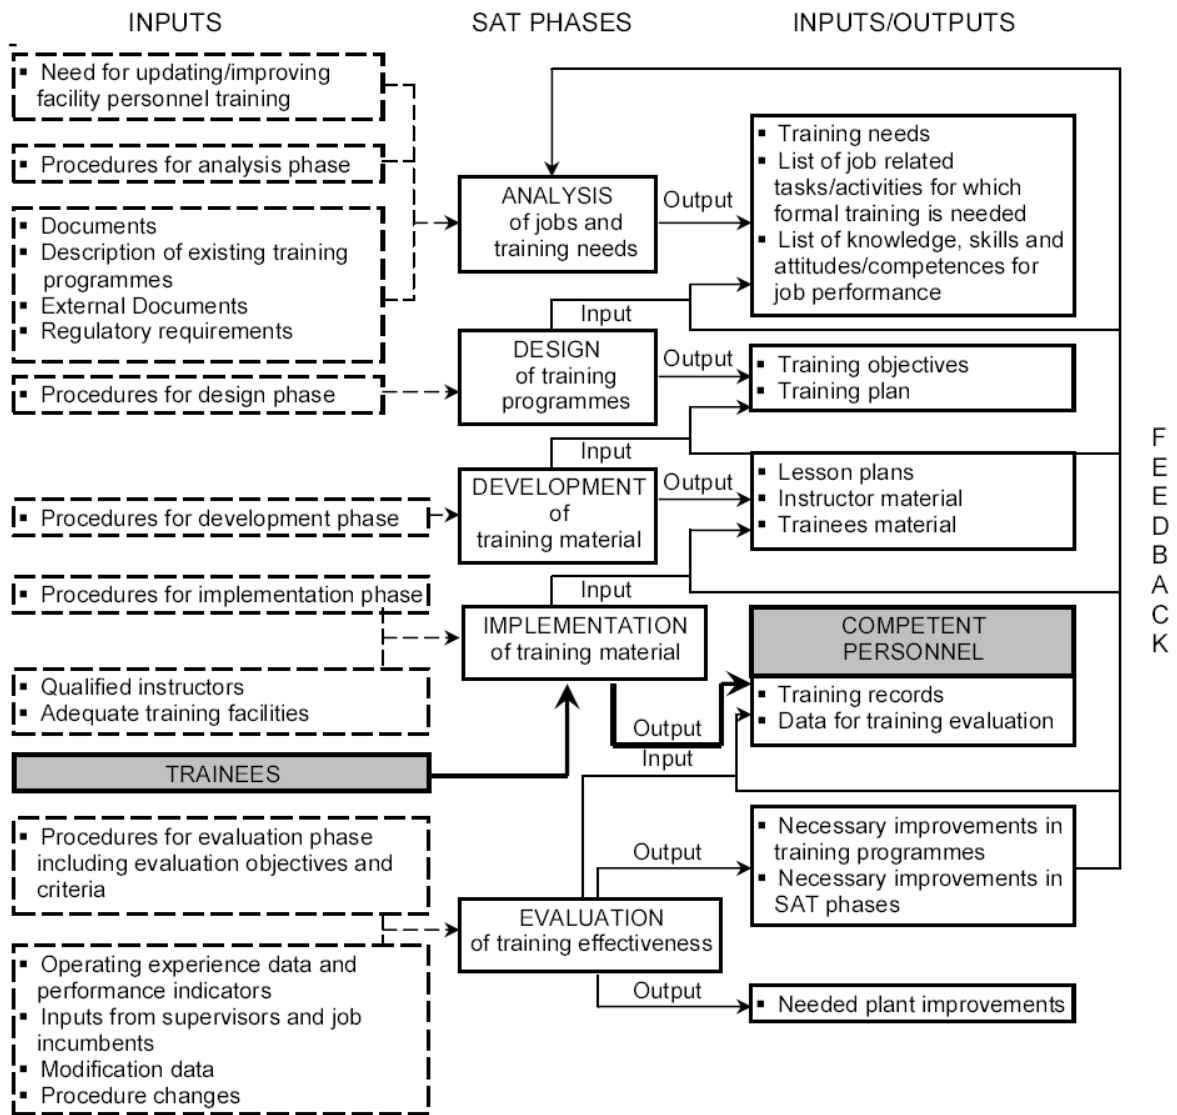 INPUTS
SAT PHASES
INPUTS/OUTPUTS
▪ Need for updating/improving
facility personnel training
▪ Procedures for analysis phase
▪ Documents
▪ Description of existing training
programmes
▪ External Documents
▪ Regulatory requirements
▪ Procedures for design phase
▪ Procedures for development phase
▪ Procedures for implementation phase
▪ Qualified instructors
▪ Adequate training facilities
TRAINEES
▪ Procedures for evaluation phase
including evaluation objectives and
criteria
▪ Operating experience data and
performance indicators
▪ Inputs from supervisors and job
incumbents
▪ Modification data
▪ Procedure changes
ANALYSIS
of jobs and
training needs
Output
Input
DESIGN
of training
programmes
Output
Input
DEVELOPMENT
of
training material
Output
Input
IMPLEMENTATION
of training material
Output
Input
EVALUATION
of training effectiveness
Output
Output
▪ Training needs
▪ List of job related
tasks/activities for which
formal training is needed
▪ List of knowledge, skills and
attitudes/competences for
job performance
▪ Training objectives
▪ Training plan
▪ Lesson plans
▪ Instructor material
▪ Trainees material
COMPETENT
PERSONNEL
▪ Training records
▪ Data for training evaluation
▪ Necessary improvements in
training programmes
▪ Necessary improvements in
SAT phases
▪ Needed plant improvements
FEEDBACK